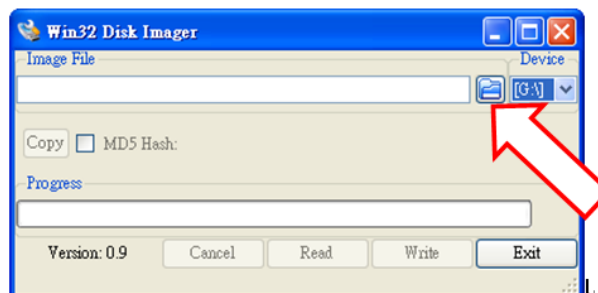 Win32 Disk Imager
Image File
Device
[G:\]
Copy
MD5 Hash:
Progress
Version: 0.9
Cancel
Read
Write
Exit